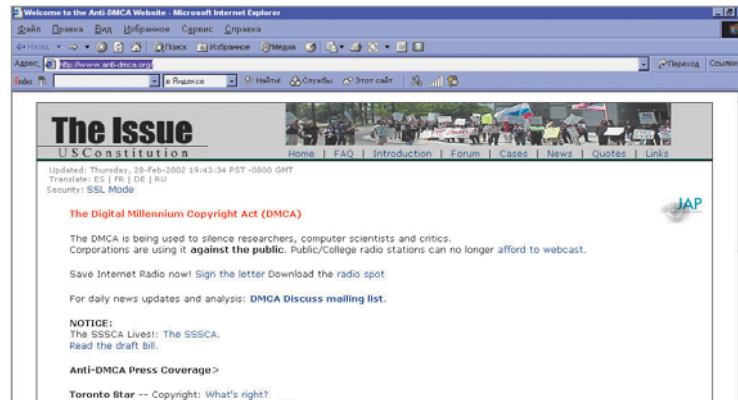 Welcome to the Anti-DMCA Website - Microsoft Internet Explorer
Файл Правка Вид Избранное Сервис Справка
Назад Поиск Избранное Медиа
Адрес: http://www.anti-dmca.org/ Переход Ссылки
Яndex в Яндексе Найти! Службы Этот сайт
The Issue
USConstitution
Home | FAQ | Introduction | Forum | Cases | News | Quotes | Links
Updated: Thursday, 28-Feb-2002 19:43:34 PST -0800 GMT
Translate: ES | FR | DE | RU
Security: SSL Mode
JAP
The Digital Millennium Copyright Act (DMCA)
The DMCA is being used to silence researchers, computer scientists and critics.
Corporations are using it against the public. Public/College radio stations can no longer afford to webcast.
Save Internet Radio now! Sign the letter Download the radio spot
For daily news updates and analysis: DMCA Discuss mailing list.
NOTICE:
The SSSCA Lives!: The SSSCA.
Read the draft Bill.
Anti-DMCA Press Coverage>
Toronto Star -- Copyright: What's right?